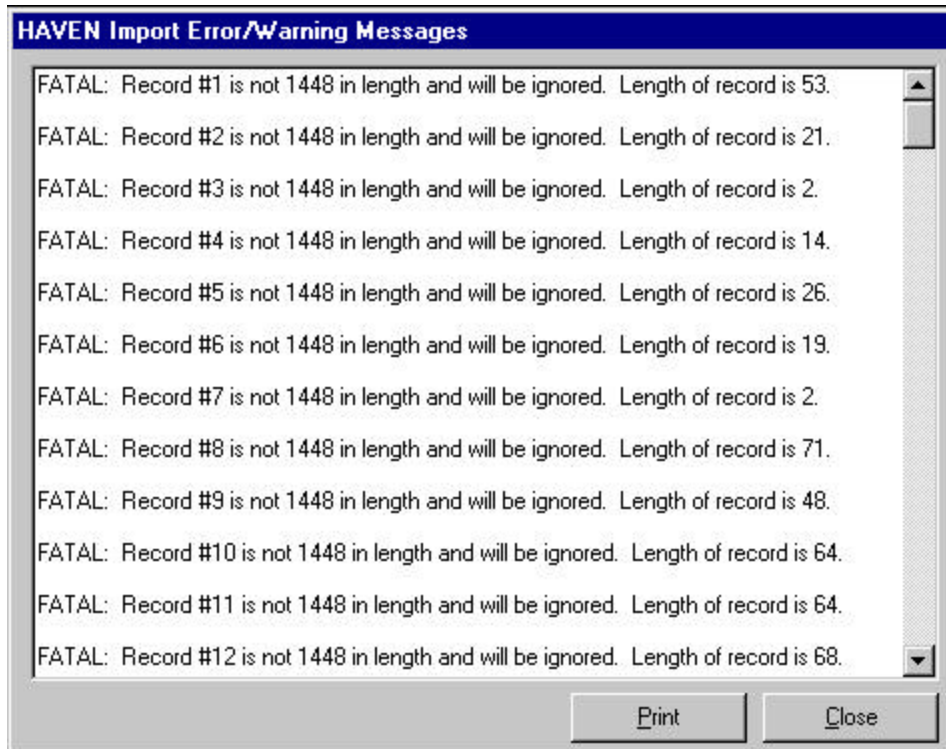 HAVEN Import Error/Warning Messages
FATAL:  Record #1 is not 1448 in length and will be ignored.  Length of record is 53.
FATAL:  Record #2 is not 1448 in length and will be ignored.  Length of record is 21.
FATAL:  Record #3 is not 1448 in length and will be ignored.  Length of record is 2.
FATAL:  Record #4 is not 1448 in length and will be ignored.  Length of record is 14.
FATAL:  Record #5 is not 1448 in length and will be ignored.  Length of record is 26.
FATAL:  Record #6 is not 1448 in length and will be ignored.  Length of record is 19.
FATAL:  Record #7 is not 1448 in length and will be ignored.  Length of record is 2.
FATAL:  Record #8 is not 1448 in length and will be ignored.  Length of record is 71.
FATAL:  Record #9 is not 1448 in length and will be ignored.  Length of record is 48.
FATAL:  Record #10 is not 1448 in length and will be ignored.  Length of record is 64.
FATAL:  Record #11 is not 1448 in length and will be ignored.  Length of record is 64.
FATAL:  Record #12 is not 1448 in length and will be ignored.  Length of record is 68.
Print Close